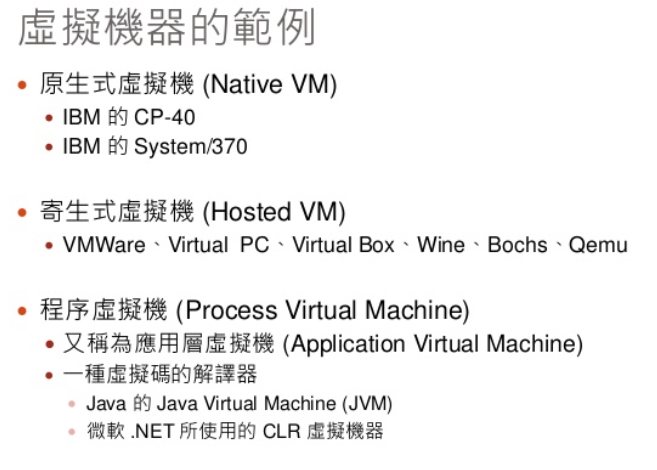 虛擬機器的範例
• 原生式虛擬機 (Native VM)
• IBM 的 CP-40
• IBM 的 System/370
• 寄生式虛擬機 (Hosted VM)
• VMWare、Virtual PC、Virtual Box、Wine、Bochs、Qemu
• 程序虛擬機 (Process Virtual Machine)
• 又稱為應用層虛擬機 (Application Virtual Machine)
• 一種虛擬碼的解譯器
• Java 的 Java Virtual Machine (JVM)
• 微軟 .NET 所使用的 CLR 虛擬機器